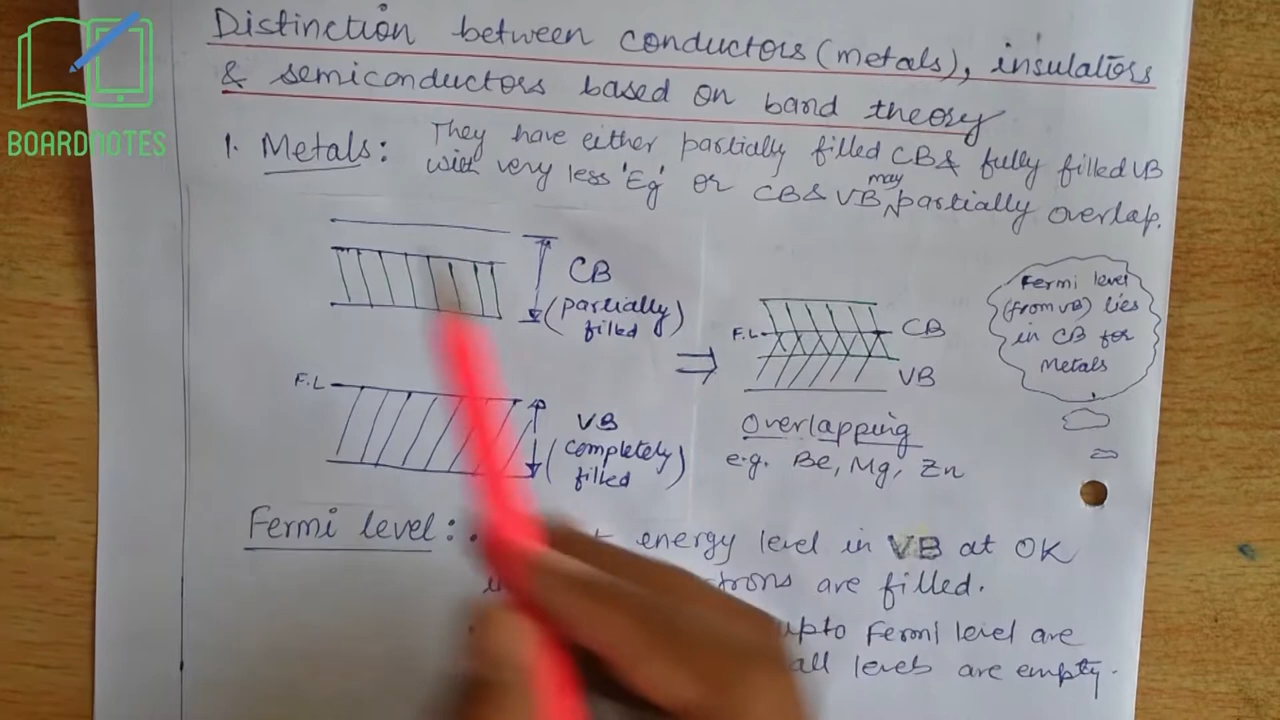 BOARDNOTES
Distinction between conductors (metals), insulators
& semiconductors based on band theory
1. Metals: They have either partially filled CB & fully filled VB
with very less 'Eg' or CB & VB may partially overlap.
CB
(partially
filled)
F.L
VB
(completely
filled)
F.L
CB
VB
Overlapping
e.g. Be, Mg, Zn
Fermi level
(from VB) lies
in CB for
Metals
Fermi level: energy level in VB at OK
are filled.
upto Fermi level are
all levels are empty.